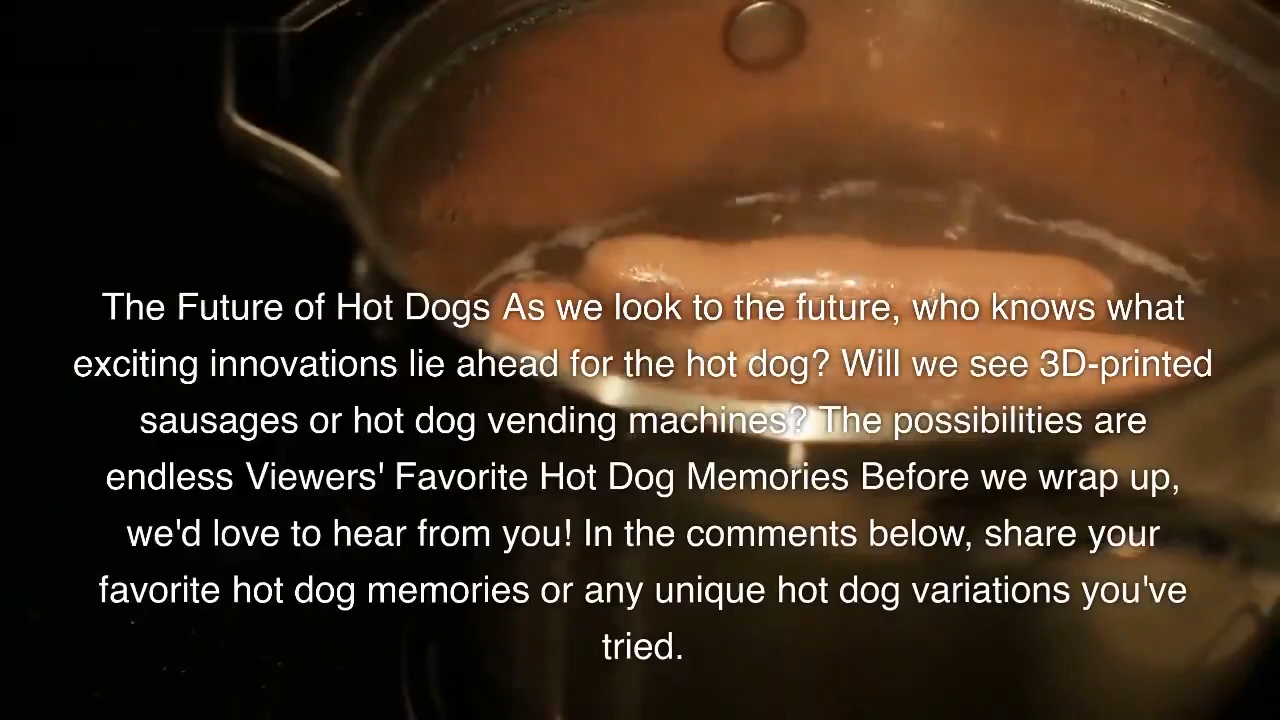 The Future of Hot Dogs As we look to the future, who knows what
exciting innovations lie ahead for the hot dog? Will we see 3D-printed
sausages or hot dog vending machines? The possibilities are
endless Viewers' Favorite Hot Dog Memories Before we wrap up,
we'd love to hear from you! In the comments below, share your
favorite hot dog memories or any unique hot dog variations you've
tried.